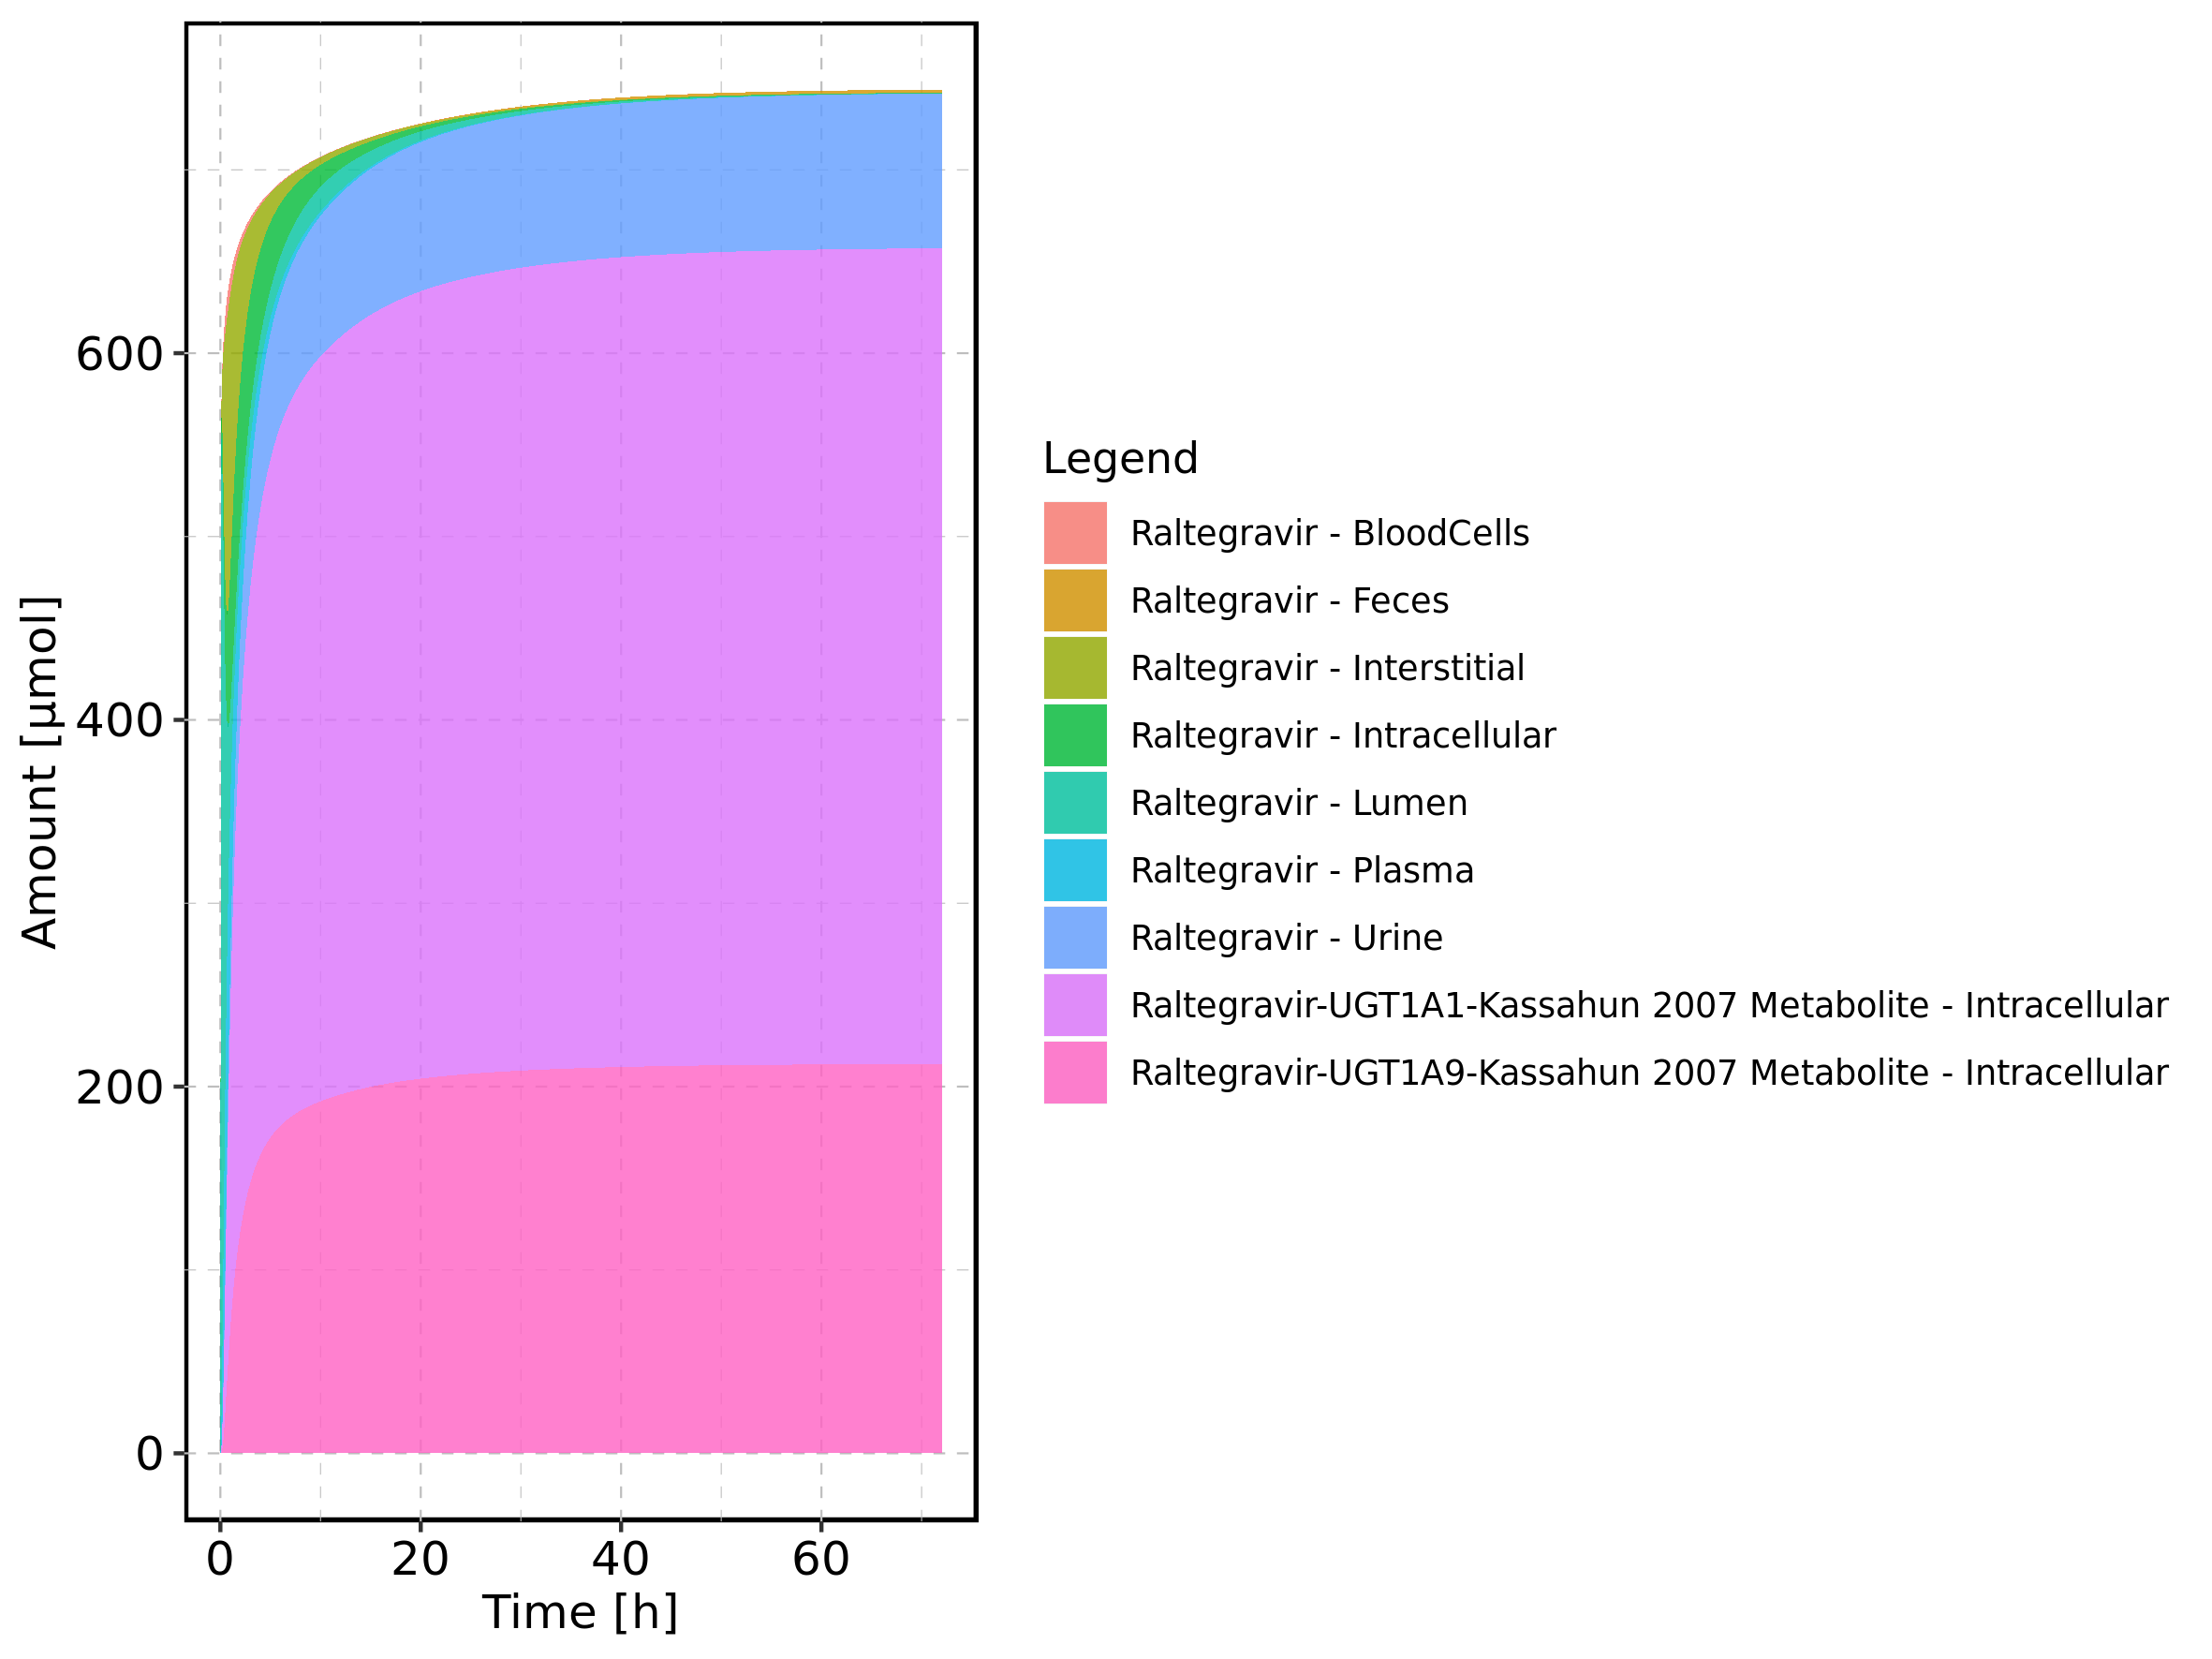 Amount [µmol]
600
400
200
0
0 20 40 60
Time [h]
Legend
Raltegravir - BloodCells
Raltegravir - Feces
Raltegravir - Interstitial
Raltegravir - Intracellular
Raltegravir - Lumen
Raltegravir - Plasma
Raltegravir - Urine
Raltegravir-UGT1A1-Kassahun 2007 Metabolite - Intracellular
Raltegravir-UGT1A9-Kassahun 2007 Metabolite - Intracellular